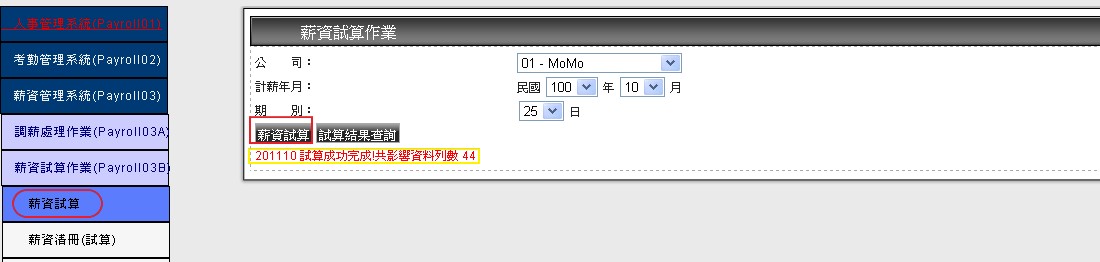 人事管理系統(Payroll01)
考勤管理系統(Payroll02)
薪資管理系統(Payroll03)
調薪處理作業(Payroll03A)
薪資試算作業(Payroll03B)
薪資試算
薪資清冊(試算)
薪資試算作業
公 司：
01 - MoMo
計薪年月：
民國 100 年 10 月
期 別：
25 日
薪資試算 試算結果查詢
201110 試算成功完成!共影響資料列數 44